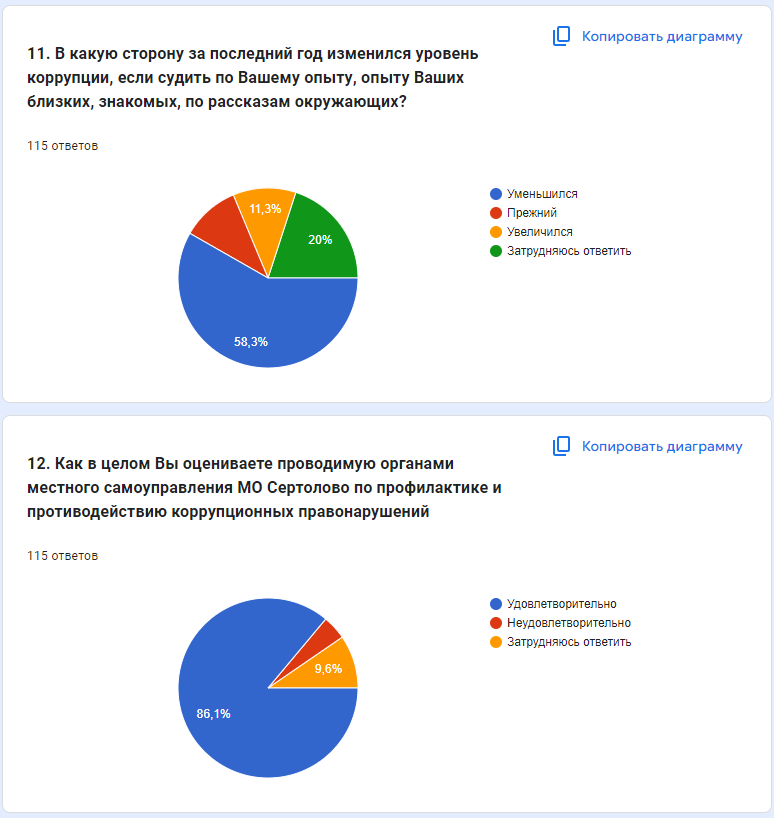 Копировать диаграмму
11. В какую сторону за последний год изменился уровень
коррупции, если судить по Вашему опыту, опыту Ваших
близких, знакомых, по рассказам окружающих?
115 ответов
Уменьшился
Прежний
Увеличился
Затрудняюсь ответить
11,3%
20%
58,3%
Копировать диаграмму
12. Как в целом Вы оцениваете проводимую органами
местного самоуправления МО Сертолово по профилактике и
противодействию коррупционных правонарушений
115 ответов
Удовлетворительно
Неудовлетворительно
Затрудняюсь ответить
9,6%
86,1%